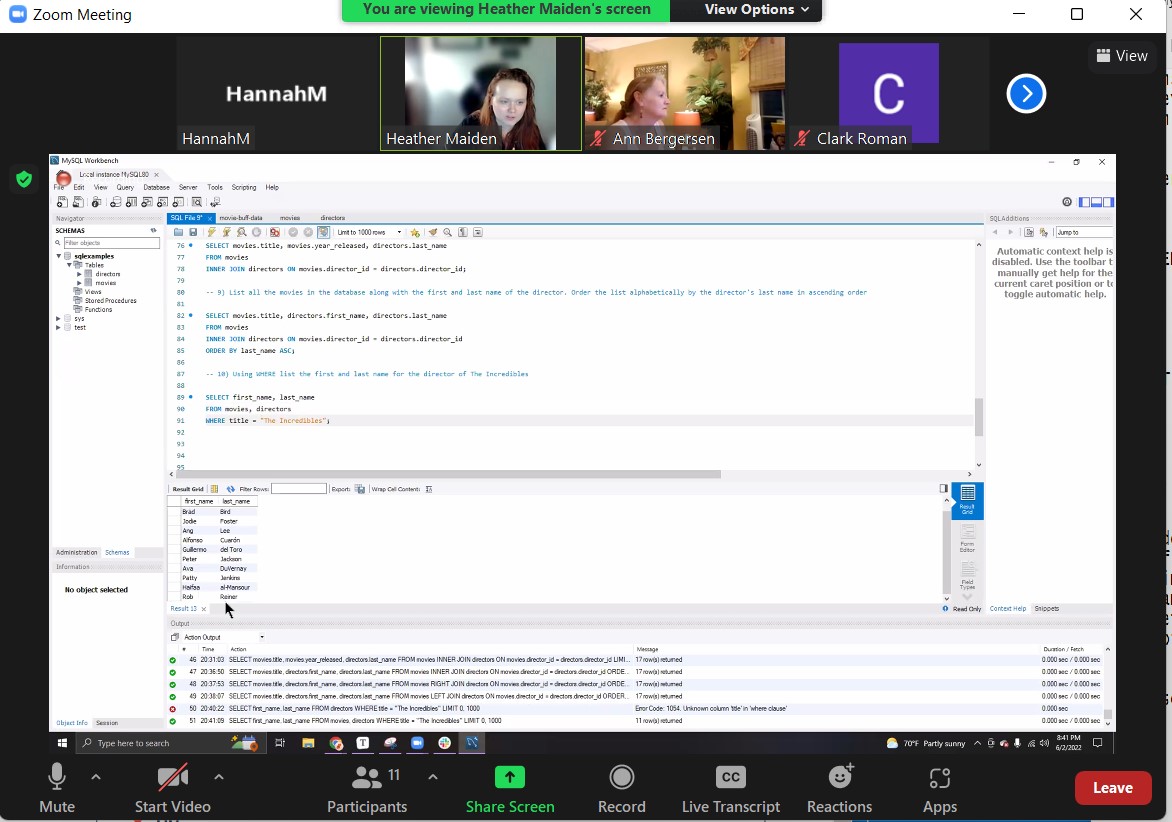 Zoom Meeting
You are viewing Heather Maiden's screen
View Options
View
HannahM
HannahM
Heather Maiden
Ann Bergersen
C
Clark Roman
MySQL Workbench
Local instance MySQL80
File Edit View Query Database Server Tools Scripting Help
Navigator
SCHEMAS
Filter objects
sqlexamples
Tables
directors
movies
Views
Stored Procedures
Functions
sys
test
Administration Schemas
Information
No object selected
Object Info Session
SQL File 9* movie-buff-data movies directors
Limit to 1000 rows
76 SELECT movies.title, movies.year_released, directors.last_name
77 FROM movies
78 INNER JOIN directors ON movies.director_id = directors.director_id;
79
80 -- 9) List all the movies in the database along with the first and last name of the director. Order the list alphabetically by the director's last name in ascending order
81
82 SELECT movies.title, directors.first_name, directors.last_name
83 FROM movies
84 INNER JOIN directors ON movies.director_id = directors.director_id
85 ORDER BY last_name ASC;
86
87 -- 10) Using WHERE list the first and last name for the director of The Incredibles
88
89 SELECT first_name, last_name
90 FROM movies, directors
91 WHERE title = "The Incredibles";
92
93
94
95
SQLAdditions
Jump to
Automatic context help is
disabled. Use the toolbar t
manually get help for the
current caret position or to
toggle automatic help.
Context Help Snippets
Result Grid Filter Rows: Export: Wrap Cell Content:
first_name last_name
Brad Bird
Jodie Foster
Ang Lee
Alfonso Cuarón
Guillermo del Toro
Peter Jackson
Ava DuVernay
Patty Jenkins
Haifaa al-Mansour
Rob Reiner
Result Grid
Form Editor
Field Types
Result 13
Read Only
Output
Action Output
# Time Action Message Duration / Fetch
46 20:31:03 SELECT movies.title, movies.year_released, directors.last_name FROM movies INNER JOIN directors ON movies.director_id = directors.director_id LIMI... 17 row(s) returned 0.000 sec / 0.000 sec
47 20:36:50 SELECT movies.title, directors.first_name, directors.last_name FROM movies INNER JOIN directors ON movies.director_id = directors.director_id ORDE... 17 row(s) returned 0.000 sec / 0.000 sec
48 20:37:53 SELECT movies.title, directors.first_name, directors.last_name FROM movies RIGHT JOIN directors ON movies.director_id = directors.director_id ORDE... 17 row(s) returned 0.000 sec / 0.000 sec
49 20:38:07 SELECT movies.title, directors.first_name, directors.last_name FROM movies LEFT JOIN directors ON movies.director_id = directors.director_id ORDER... 17 row(s) returned 0.000 sec / 0.000 sec
50 20:40:22 SELECT first_name, last_name FROM directors WHERE title = "The Incredibles" LIMIT 0, 1000 Error Code: 1054. Unknown column 'title' in 'where clause' 0.000 sec
51 20:41:09 SELECT first_name, last_name FROM movies, directors WHERE title = "The Incredibles" LIMIT 0, 1000 11 row(s) returned 0.000 sec / 0.000 sec
Type here to search
70°F Partly sunny
8:41 PM
6/2/2022
11
CC
Mute Start Video Participants Share Screen Record Live Transcript Reactions Apps
Leave